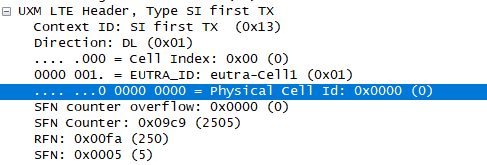 UXM LTE Header, Type SI first TX
Context ID: SI first TX  (0x13)
Direction: DL (0x01)
.... .000 = Cell Index: 0x00 (0)
0000 001. = EUTRA_ID: eutra-Cell1 (0x01)
.... ...0 0000 0000 = Physical Cell Id: 0x0000 (0)
SFN counter overflow: 0x0000 (0)
SFN Counter: 0x09c9 (2505)
RFN: 0x00fa (250)
SFN: 0x0005 (5)